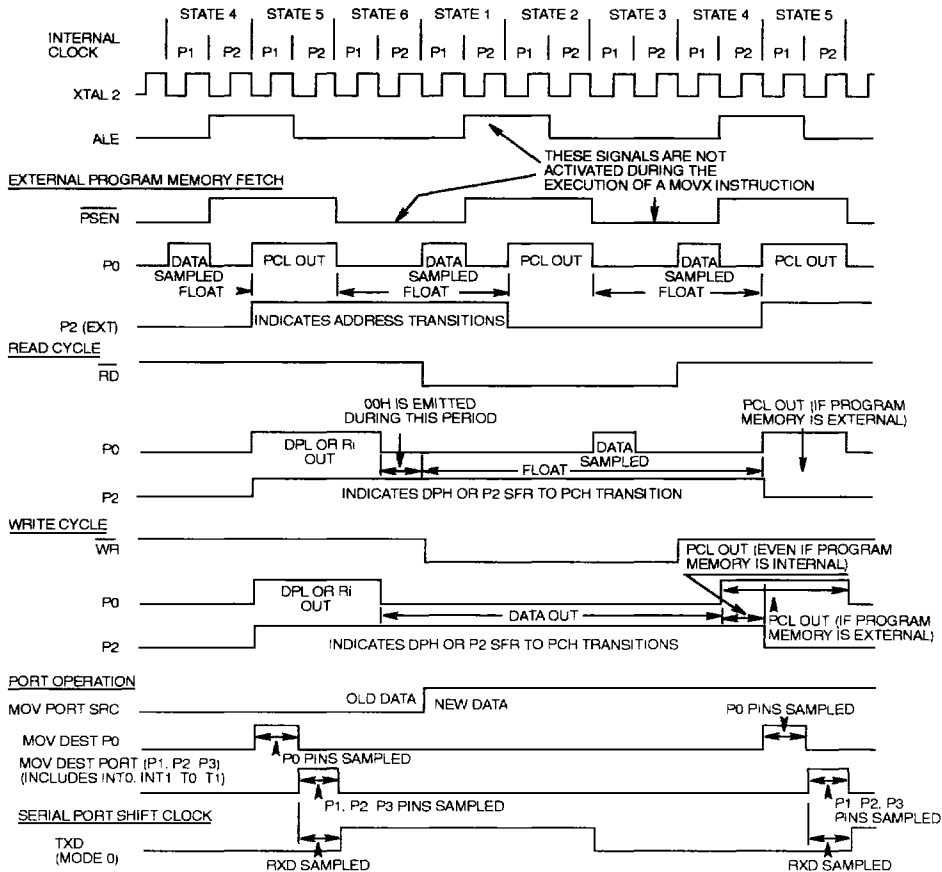 STATE 4 STATE 5 STATE 6 STATE 1 STATE 2 STATE 3 STATE 4 STATE 5
INTERNAL
CLOCK
P1 P2 P1 P2 P1 P2 P1 P2 P1 P2 P1 P2 P1 P2 P1 P2
XTAL 2
ALE
THESE SIGNALS ARE NOT
ACTIVATED DURING THE
EXECUTION OF A MOVX INSTRUCTION
EXTERNAL PROGRAM MEMORY FETCH
PSEN
P0
DATA PCL OUT DATA PCL OUT DATA PCL OUT
SAMPLED SAMPLED SAMPLED
FLOAT FLOAT FLOAT
P2 (EXT)
INDICATES ADDRESS TRANSITIONS
READ CYCLE
RD
00H IS EMITTED
DURING THIS PERIOD
PCL OUT (IF PROGRAM
MEMORY IS EXTERNAL)
P0
DPL OR Ri
OUT
DATA
SAMPLED
FLOAT
P2
INDICATES DPH OR P2 SFR TO PCH TRANSITION
WRITE CYCLE
WR
PCL OUT (EVEN IF PROGRAM
MEMORY IS INTERNAL)
P0
DPL OR Ri
OUT
DATA OUT
PCL OUT (IF PROGRAM
MEMORY IS EXTERNAL)
P2
INDICATES DPH OR P2 SFR TO PCH TRANSITIONS
PORT OPERATION
MOV PORT SRC
OLD DATA NEW DATA
MOV DEST P0
P0 PINS SAMPLED
P0 PINS SAMPLED
MOV DEST PORT (P1. P2 P3)
(INCLUDES INT0. INT1 T0 T1)
P1. P2 P3 PINS SAMPLED
P1 P2. P3
PINS SAMPLED
SERIAL PORT SHIFT CLOCK
TXD
(MODE 0)
RXD SAMPLED
RXD SAMPLED